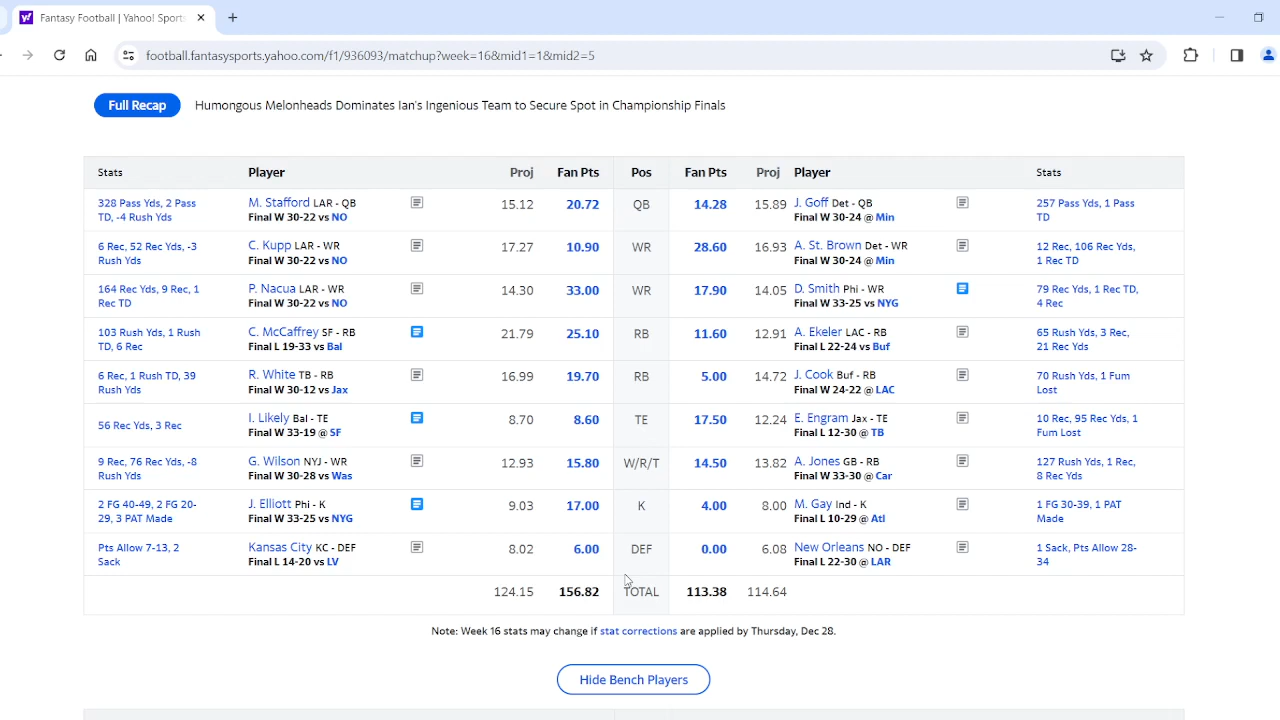 Fantasy Football | Yahoo! Sports
football.fantasysports.yahoo.com/f1/936093/matchup?week=16&mid1=1&mid2=5
Full Recap Humongous Melonheads Dominates Ian's Ingenious Team to Secure Spot in Championship Finals
Stats Player Proj Fan Pts Pos Fan Pts Proj Player Stats
328 Pass Yds, 2 Pass M. Stafford LAR - QB 15.12 20.72 QB 14.28 15.89 J. Goff Det - QB 257 Pass Yds, 1 Pass
TD, -4 Rush Yds Final W 30-22 vs NO Final W 30-24 @ Min TD
6 Rec, 52 Rec Yds, -3 C. Kupp LAR - WR 17.27 10.90 WR 28.60 16.93 A. St. Brown Det - WR 12 Rec, 106 Rec Yds,
Rush Yds Final W 30-22 vs NO Final W 30-24 @ Min 1 Rec TD
164 Rec Yds, 9 Rec, 1 P. Nacua LAR - WR 14.30 33.00 WR 17.90 14.05 D. Smith Phi - WR 79 Rec Yds, 1 Rec TD,
Rec TD Final W 30-22 vs NO Final W 33-25 vs NYG 4 Rec
103 Rush Yds, 1 Rush C. McCaffrey SF - RB 21.79 25.10 RB 11.60 12.91 A. Ekeler LAC - RB 65 Rush Yds, 3 Rec,
TD, 6 Rec Final L 19-33 vs Bal Final L 22-24 vs Buf 21 Rec Yds
6 Rec, 1 Rush TD, 39 R. White TB - RB 16.99 19.70 RB 5.00 14.72 J. Cook Buf - RB 70 Rush Yds, 1 Fum
Rush Yds Final W 30-12 vs Jax Final W 24-22 @ LAC Lost
56 Rec Yds, 3 Rec I. Likely Bal - TE 8.70 8.60 TE 17.50 12.24 E. Engram Jax - TE 10 Rec, 95 Rec Yds, 1
Final W 33-19 @ SF Final L 12-30 @ TB Fum Lost
9 Rec, 76 Rec Yds, -8 G. Wilson NYJ - WR 12.93 15.80 W/R/T 14.50 13.82 A. Jones GB - RB 127 Rush Yds, 1 Rec,
Rush Yds Final W 30-28 vs Was Final W 33-30 @ Car 8 Rec Yds
2 FG 40-49, 2 FG 20- J. Elliott Phi - K 9.03 17.00 K 4.00 8.00 M. Gay Ind - K 1 FG 30-39, 1 PAT
29, 3 PAT Made Final W 33-25 vs NYG Final L 10-29 @ Atl Made
Pts Allow 7-13, 2 Kansas City KC - DEF 8.02 6.00 DEF 0.00 6.08 New Orleans NO - DEF 1 Sack, Pts Allow 28-
Sack Final L 14-20 vs LV Final L 22-30 @ LAR 34
124.15 156.82 TOTAL 113.38 114.64
Note: Week 16 stats may change if stat corrections are applied by Thursday, Dec 28.
Hide Bench Players